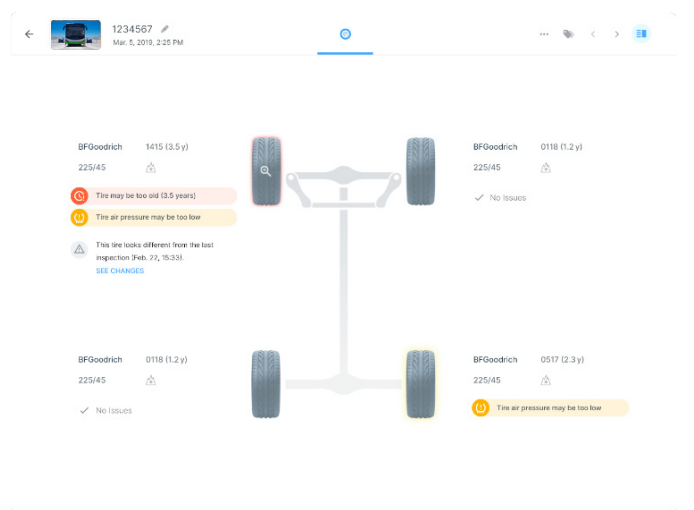 1234567
Mar. 5, 2019, 2:25 PM
BFGoodrich 1415 (3.5 y)
225/45
Tire may be too old (3.5 years)
Tire air pressure may be too low
This tire looks different from the last
inspection (Feb. 22, 15:33).
SEE CHANGES
BFGoodrich 0118 (1.2 y)
225/45
No Issues
BFGoodrich 0118 (1.2 y)
225/45
No Issues
BFGoodrich 0517 (2.3 y)
225/45
Tire air pressure may be too low